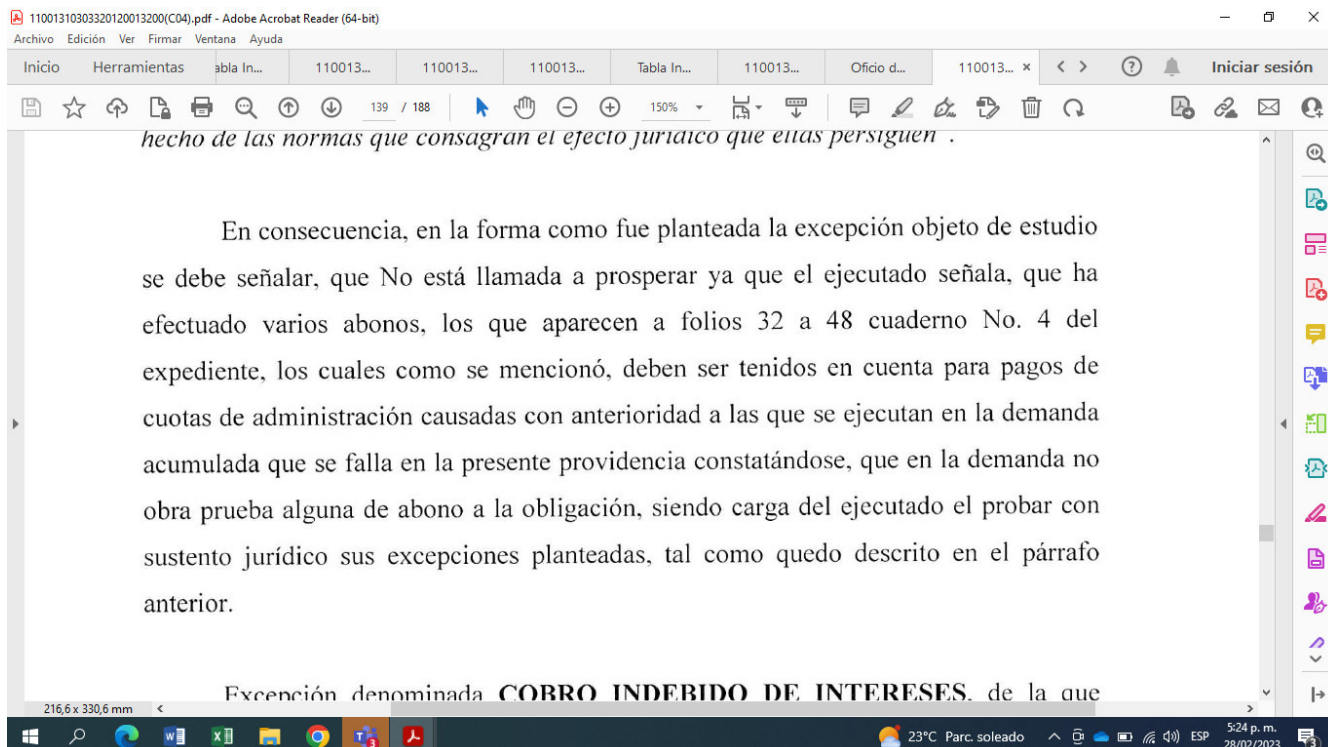 11001310303320120013200(C04).pdf - Adobe Acrobat Reader (64-bit)
Archivo Edición Ver Firmar Ventana Ayuda
Inicio Herramientas abla In... 110013... 110013... 110013... Tabla In... 110013... Oficio d... 110013... × Iniciar sesión
139 / 188 150%
hecho de las normas que consagran el efecto jurídico que ellas persiguen".
En consecuencia, en la forma como fue planteada la excepción objeto de estudio
se debe señalar, que No está llamada a prosperar ya que el ejecutado señala, que ha
efectuado varios abonos, los que aparecen a folios 32 a 48 cuaderno No. 4 del
expediente, los cuales como se mencionó, deben ser tenidos en cuenta para pagos de
cuotas de administración causadas con anterioridad a las que se ejecutan en la demanda
acumulada que se falla en la presente providencia constatándose, que en la demanda no
obra prueba alguna de abono a la obligación, siendo carga del ejecutado el probar con
sustento jurídico sus excepciones planteadas, tal como quedo descrito en el párrafo
anterior.
Excepción denominada COBRO INDEBIDO DE INTERESES, de la que
216,6 x 330,6 mm
23°C Parc. soleado ESP 5:24 p. m.
28/02/2023